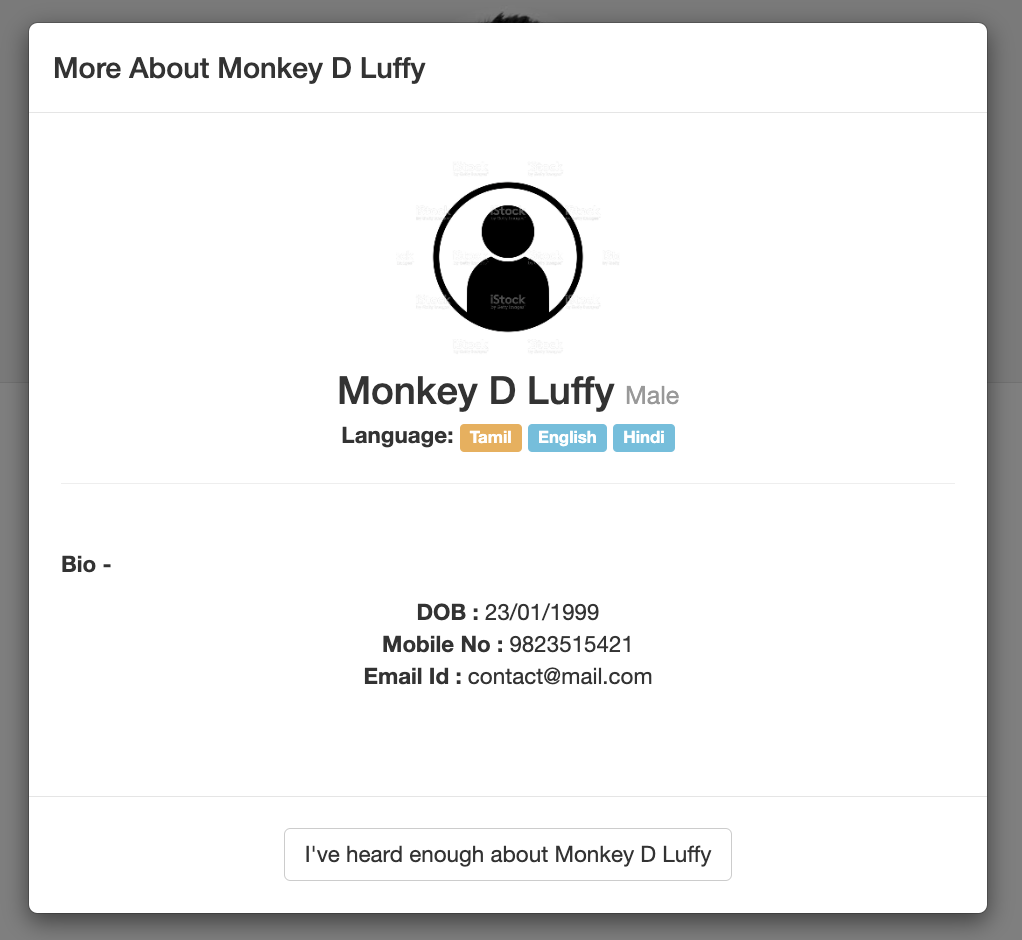 More About Monkey D Luffy
iStock
iStock
Monkey D Luffy Male
Language: Tamil English Hindi
Bio -
DOB : 23/01/1999
Mobile No : 9823515421
Email Id : contact@mail.com
I've heard enough about Monkey D Luffy